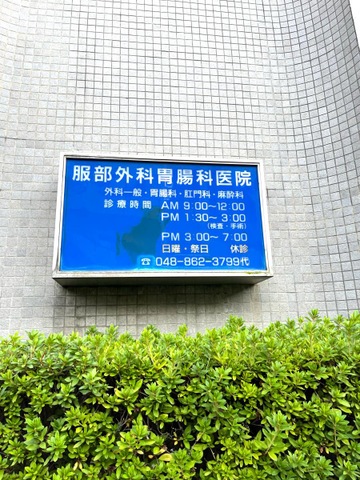 服部外科胃腸科医院
外科一般・胃腸科・肛門科・麻酔科
診療時間 AM 9:00〜12:00
PM 1:30〜3:00
(検査・手術)
PM 3:00〜7:00
日曜・祭日 休診
☎048-862-3799代